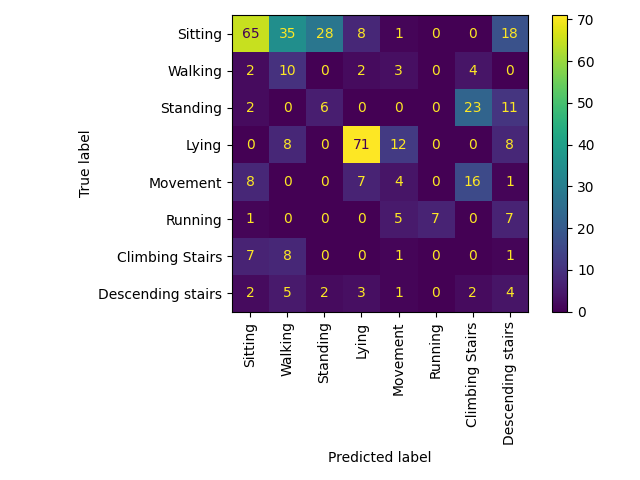 Sitting 65 35 28 8 1 0 0 18
Walking 2 10 0 2 3 0 4 0
Standing 2 0 6 0 0 0 23 11
Lying 0 8 0 71 12 0 0 8
Movement 8 0 0 7 4 0 16 1
Running 1 0 0 0 5 7 0 7
Climbing Stairs 7 8 0 0 1 0 0 1
Descending stairs 2 5 2 3 1 0 2 4
True label
Sitting
Walking
Standing
Lying
Movement
Running
Climbing Stairs
Descending stairs
Predicted label
70
60
50
40
30
20
10
0